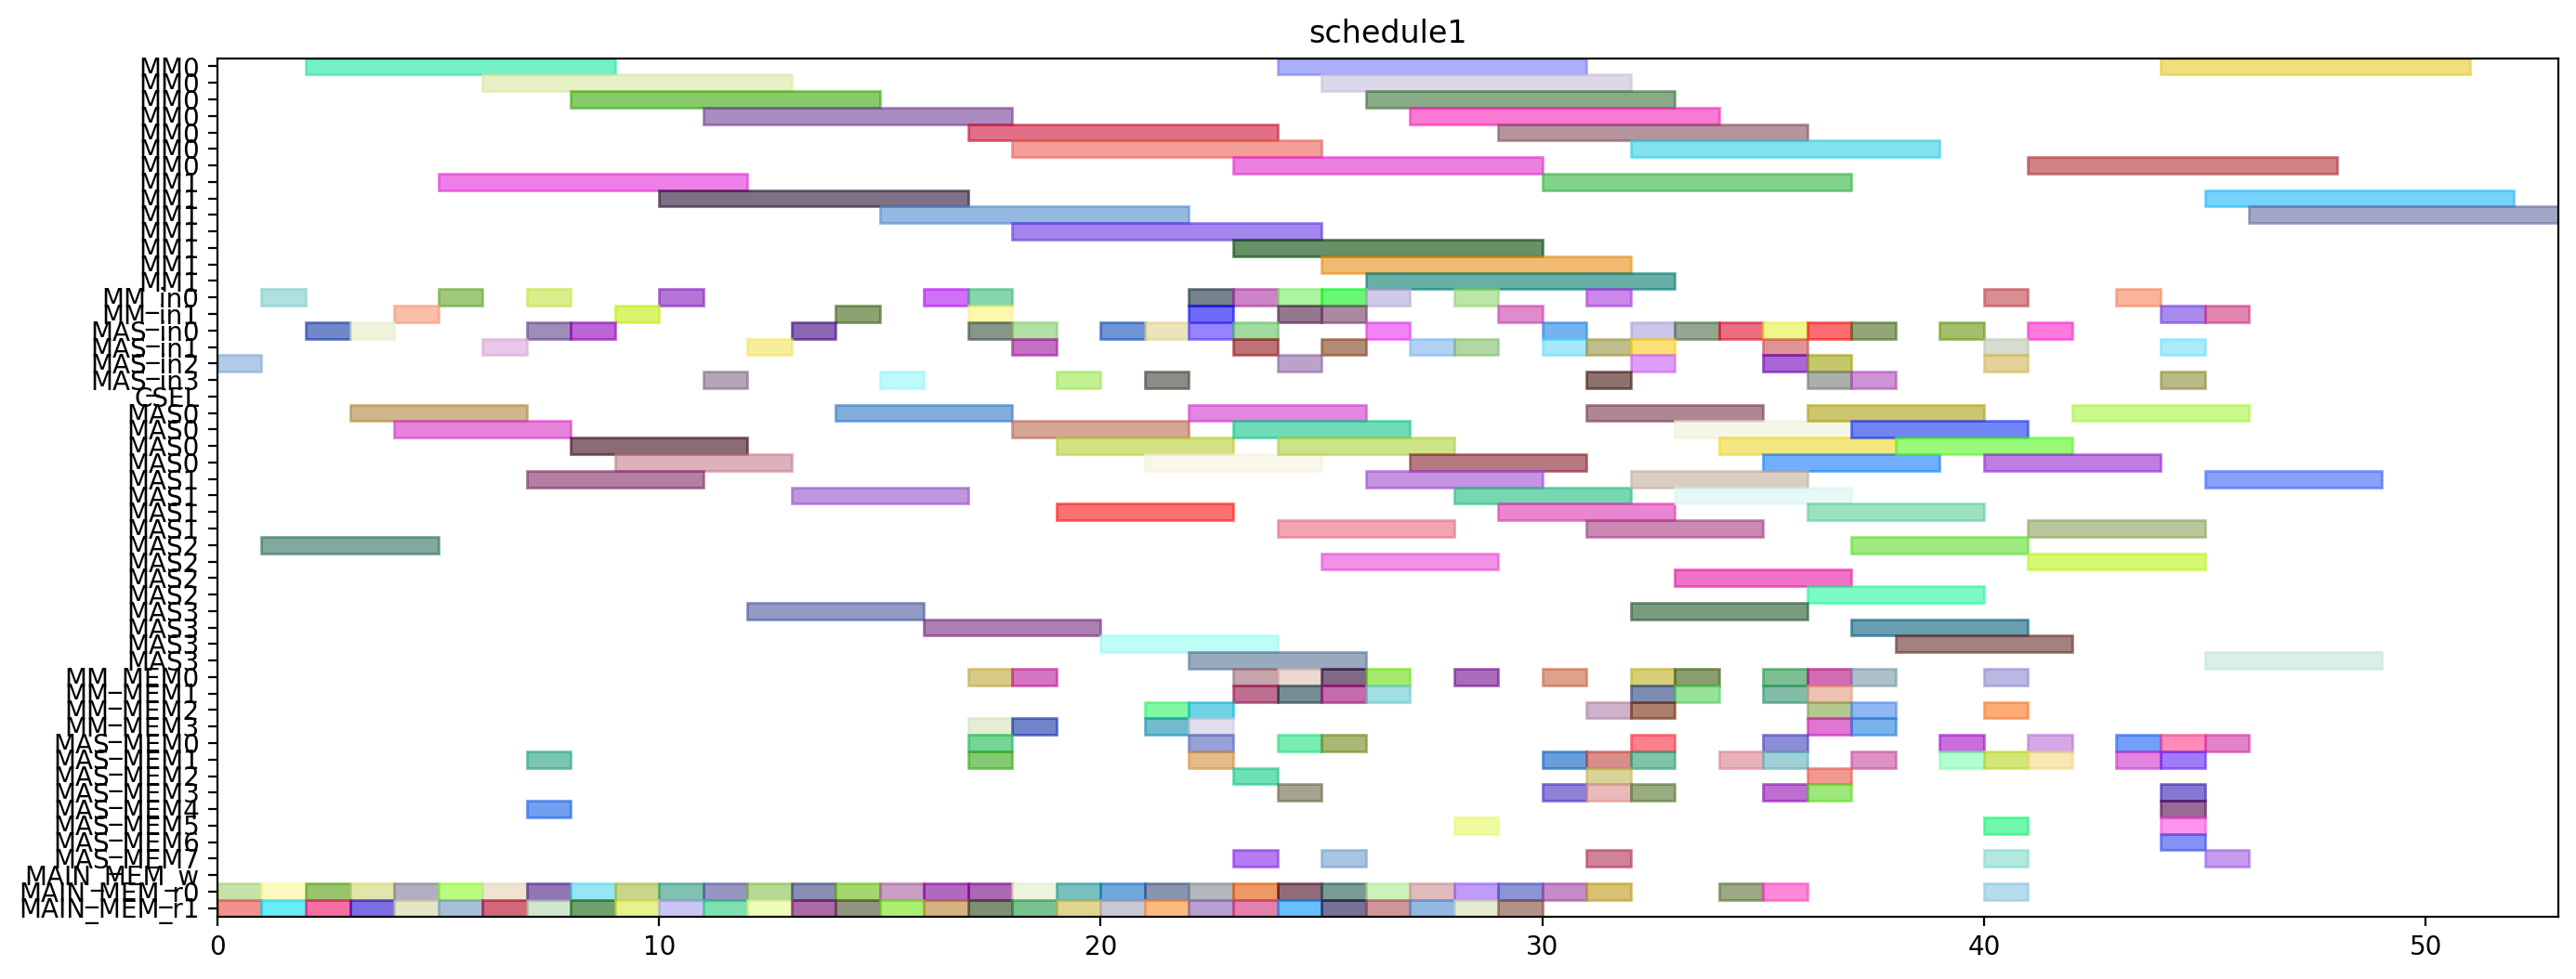 schedule1
MM0
MM0
MM0
MM0
MM0
MM0
MM0
MM1
MM1
MM1
MM1
MM1
MM1
MM1
MM_in0
MM_in1
MAS_in0
MAS_in1
MAS_in2
MAS_in3
CSEL
MAS0
MAS0
MAS0
MAS0
MAS1
MAS1
MAS1
MAS1
MAS2
MAS2
MAS2
MAS2
MAS3
MAS3
MAS3
MAS3
MM_MEM0
MM_MEM1
MM_MEM2
MM_MEM3
MAS_MEM0
MAS_MEM1
MAS_MEM2
MAS_MEM3
MAS_MEM4
MAS_MEM5
MAS_MEM6
MAS_MEM7
MAIN_MEM_w
MAIN_MEM_r0
MAIN_MEM_r1
0 10 20 30 40 50